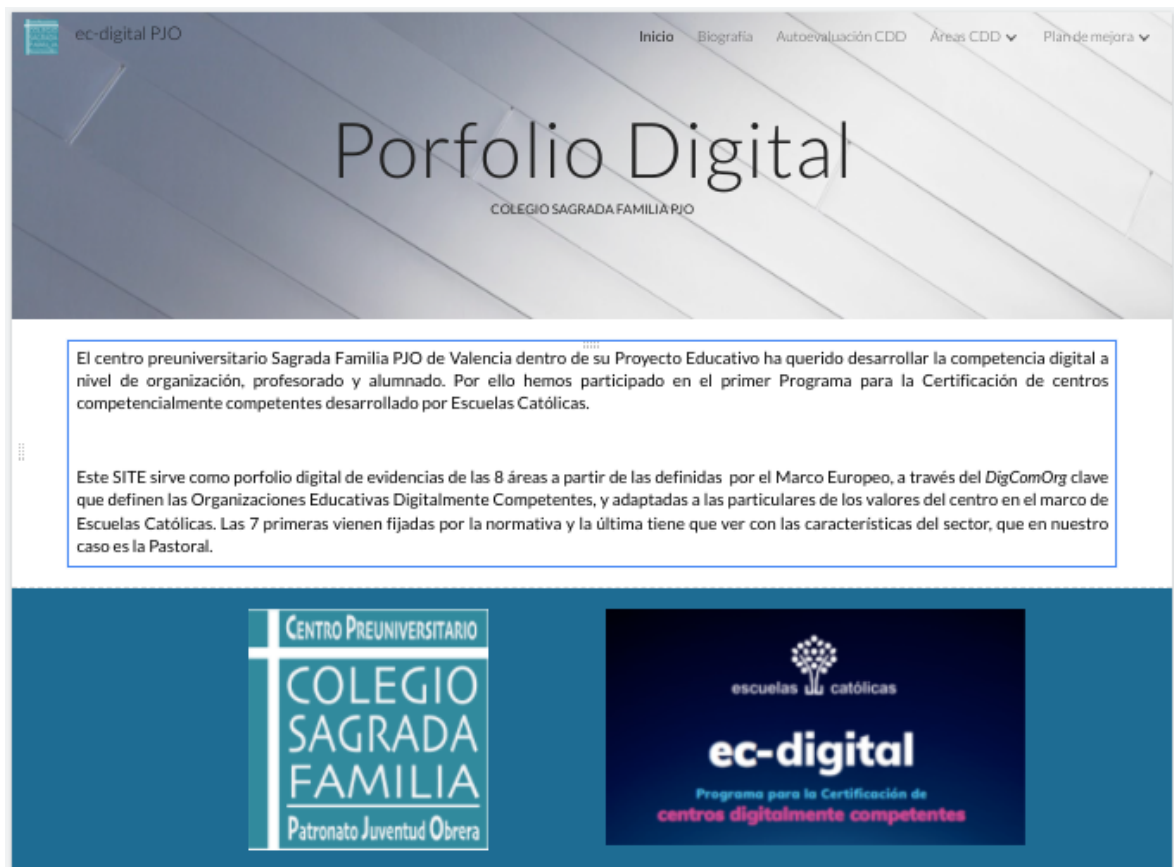 ec-digital PJO
Inicio Biografía Autoevaluación CDD Áreas CDD Plan de mejora
Porfolio Digital
COLEGIO SAGRADA FAMILIA PJO
El centro preuniversitario Sagrada Familia PJO de Valencia dentro de su Proyecto Educativo ha querido desarrollar la competencia digital a
nivel de organización, profesorado y alumnado. Por ello hemos participado en el primer Programa para la Certificación de centros
competencialmente competentes desarrollado por Escuelas Católicas.
Este SITE sirve como porfolio digital de evidencias de las 8 áreas a partir de las definidas por el Marco Europeo, a través del DigComOrg clave
que definen las Organizaciones Educativas Digitalmente Competentes, y adaptadas a las particulares de los valores del centro en el marco de
Escuelas Católicas. Las 7 primeras vienen fijadas por la normativa y la última tiene que ver con las características del sector, que en nuestro
caso es la Pastoral.
CENTRO PREUNIVERSITARIO
COLEGIO
SAGRADA
FAMILIA
Patronato Juventud Obrera
escuelas católicas
ec-digital
Programa para la Certificación de
centros digitalmente competentes